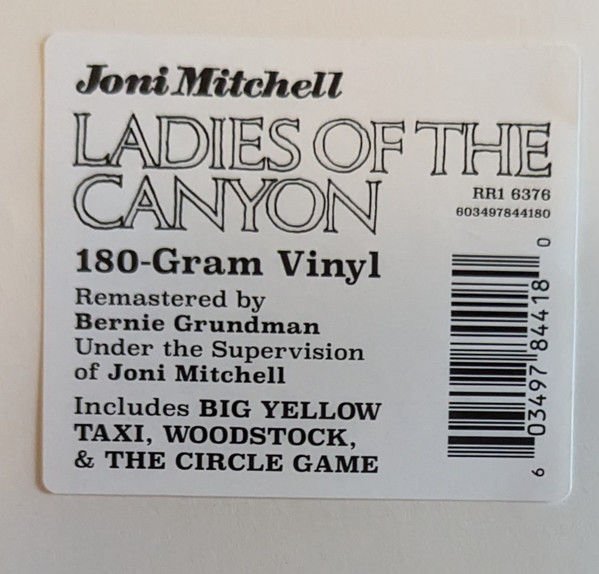 Joni Mitchell
LADIES OF THE
CANYON
RR1 6376
603497844180
180-Gram Vinyl
Remastered by
Bernie Grundman
Under the Supervision
of Joni Mitchell
Includes BIG YELLOW
TAXI, WOODSTOCK,
& THE CIRCLE GAME
6 03497 84418 0